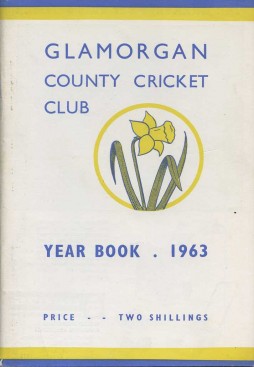 GLAMORGAN
COUNTY CRICKET
CLUB
YEAR BOOK . 1963
PRICE - - TWO SHILLINGS